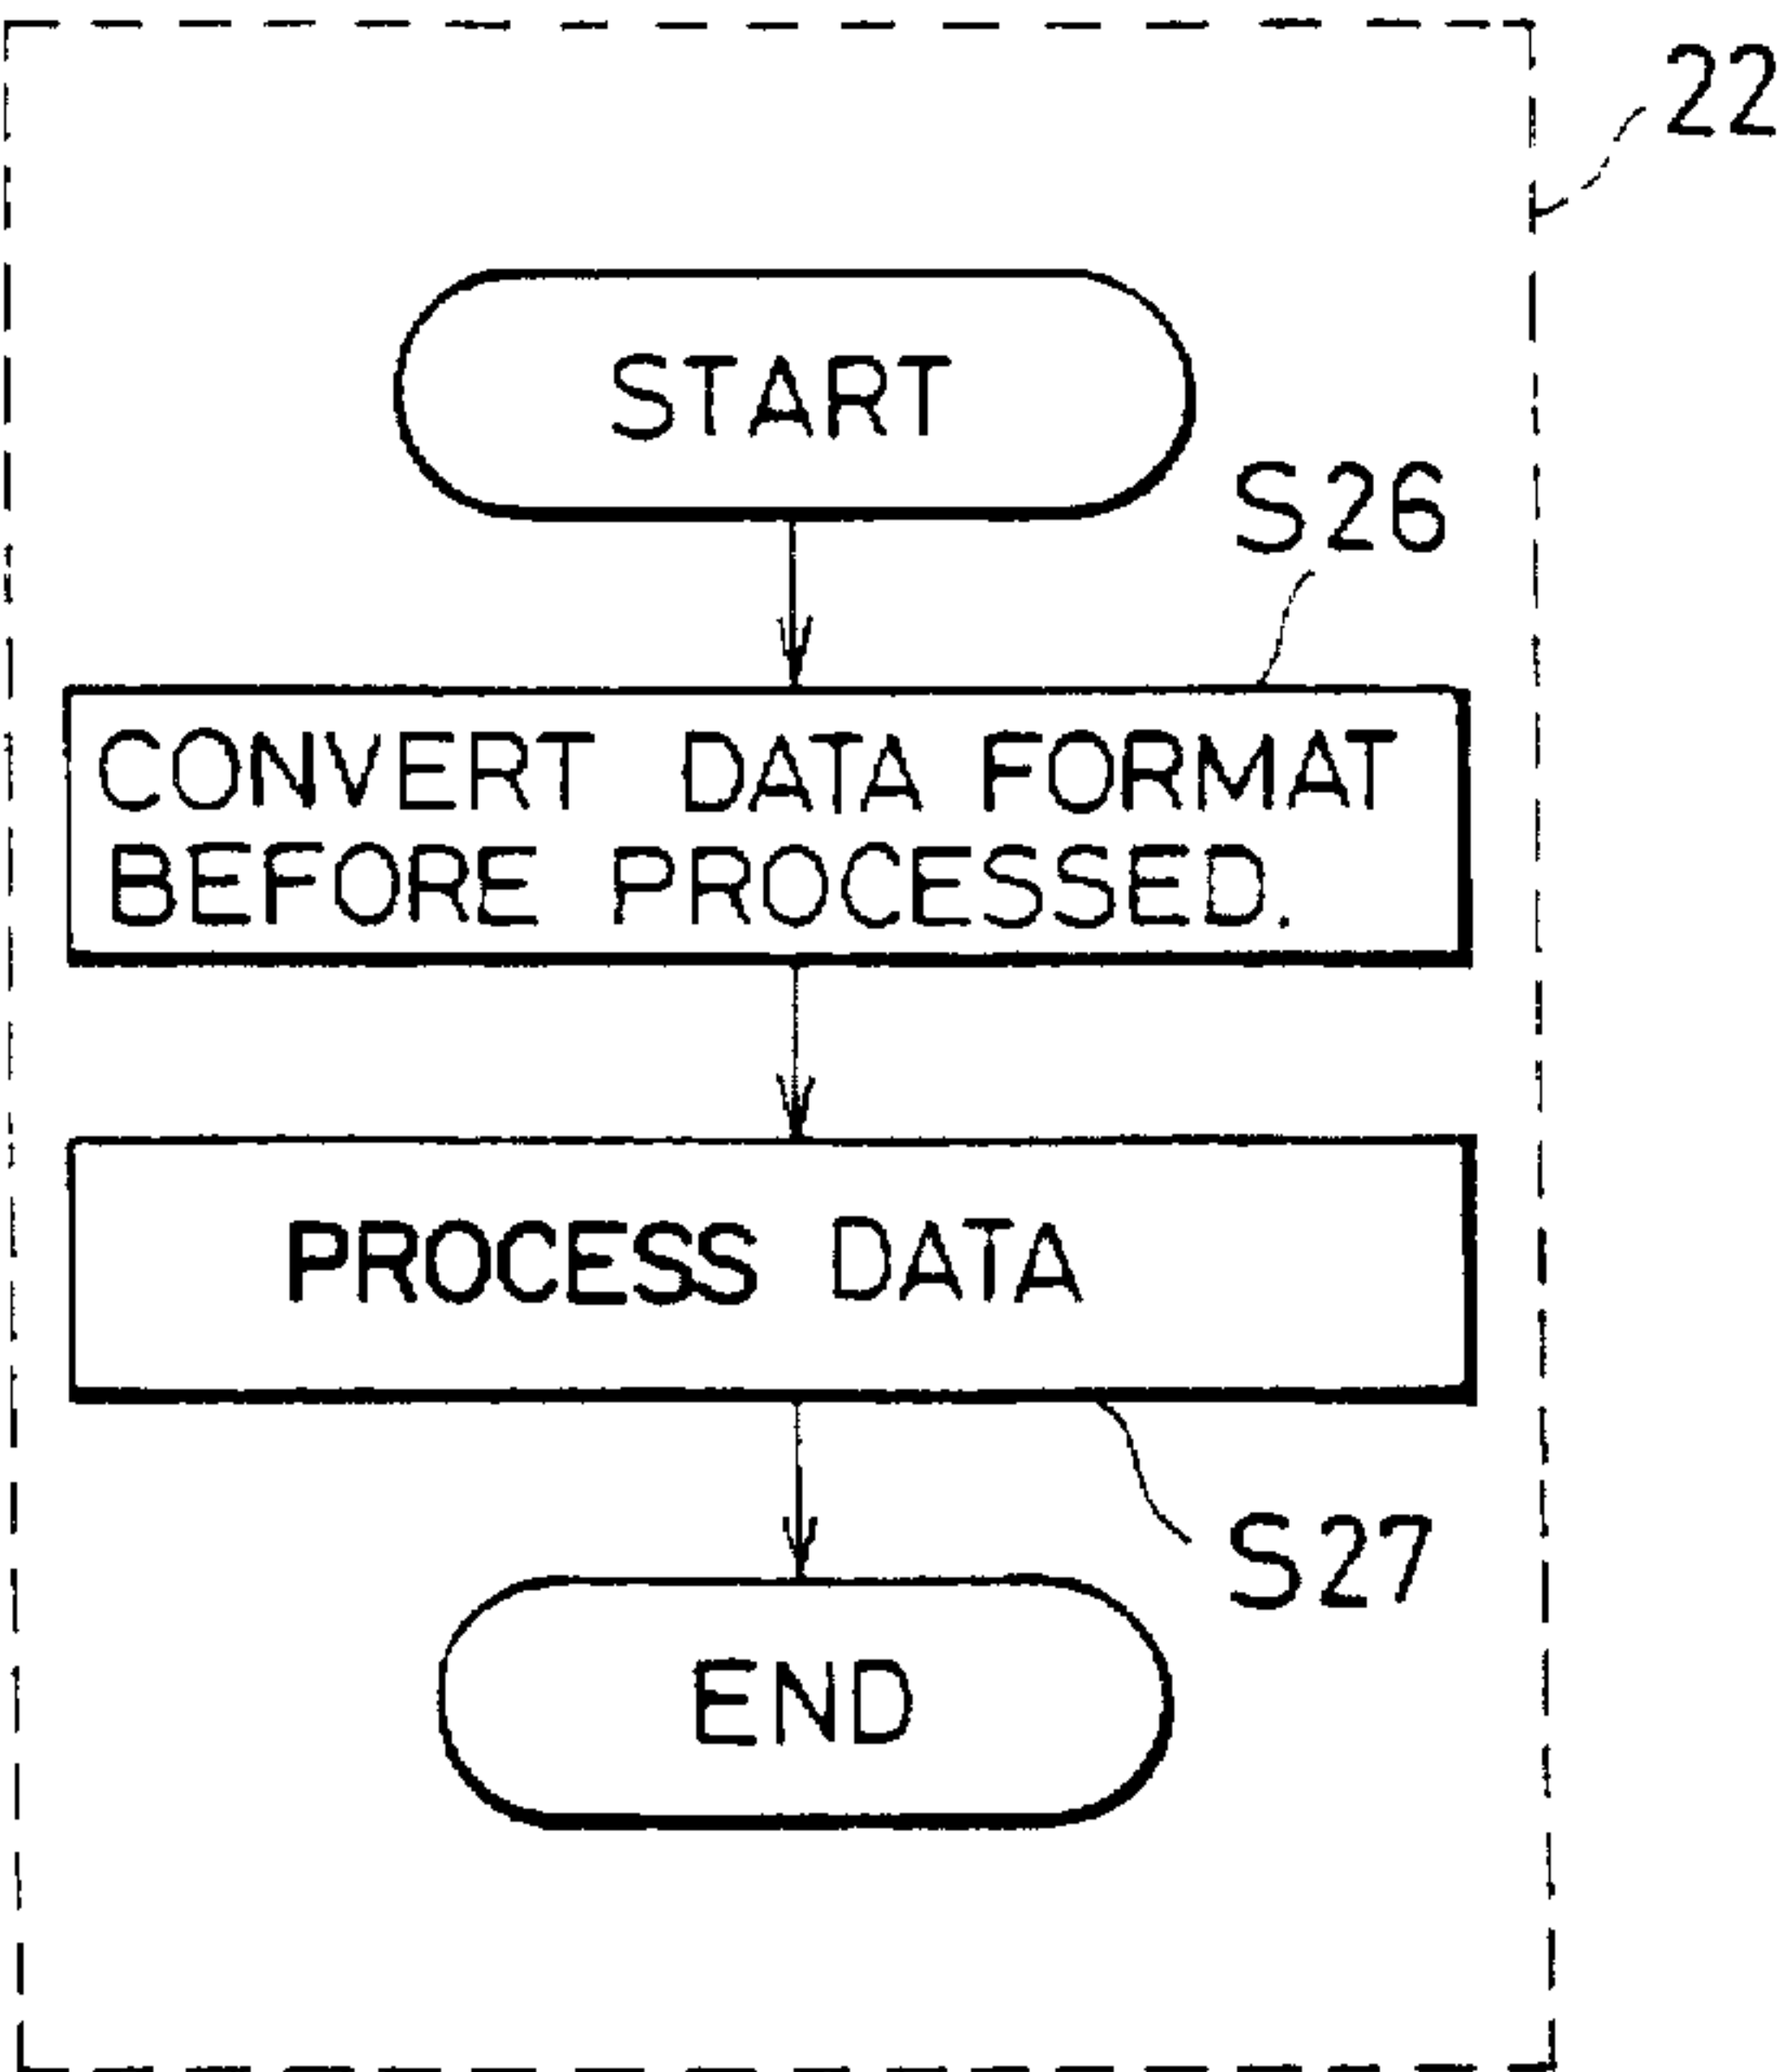 22
START
S26
CONVERT DATA FORMAT
BEFORE PROCESSED.
PROCESS DATA
S27
END